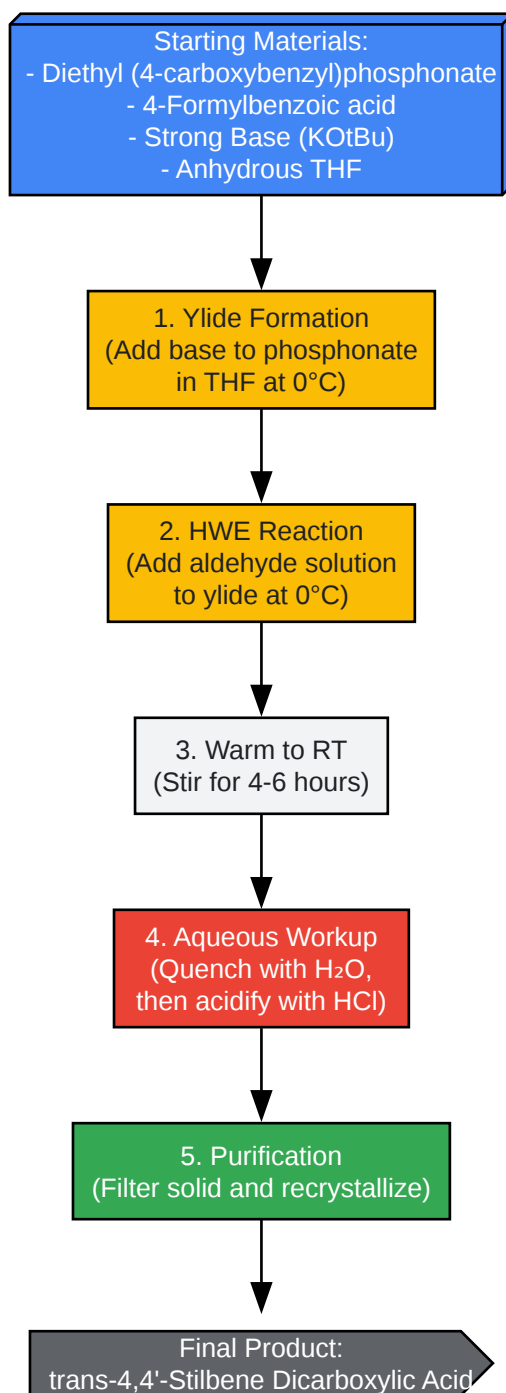 Starting Materials:
- Diethyl (4-carboxybenzyl)phosphonate
- 4-Formylbenzoic acid
- Strong Base (KOtBu)
- Anhydrous THF
1. Ylide Formation
(Add base to phosphonate
in THF at 0°C)
2. HWE Reaction
(Add aldehyde solution
to ylide at 0°C)
3. Warm to RT
(Stir for 4-6 hours)
4. Aqueous Workup
(Quench with H₂O,
then acidify with HCl)
5. Purification
(Filter solid and recrystallize)
Final Product:
trans-4,4'-Stilbene Dicarboxylic Acid